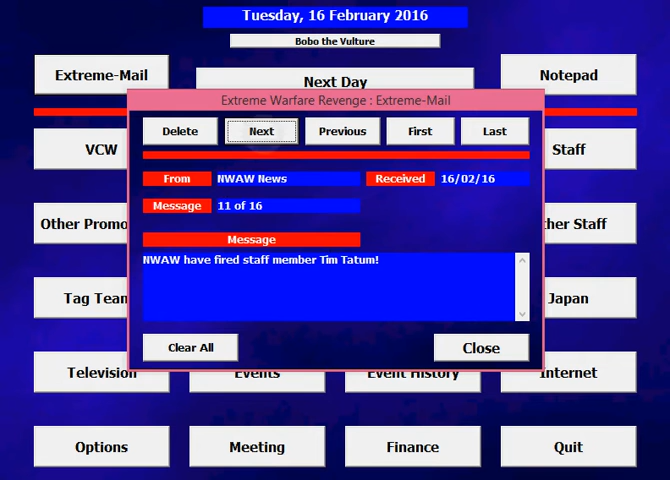 Tuesday, 16 February 2016
Bobo the Vulture
Extreme-Mail
Next Day
Notepad
Extreme Warfare Revenge : Extreme-Mail
Delete
Next
Previous
First
Last
VCW
Staff
From
NWAW News
Received
16/02/16
Message
11 of 16
Other Promo
her Staff
Message
NWAW have fired staff member Tim Tatum!
Tag Team
Japan
Clear All
Close
Television
Events
Event History
Internet
Options
Meeting
Finance
Quit